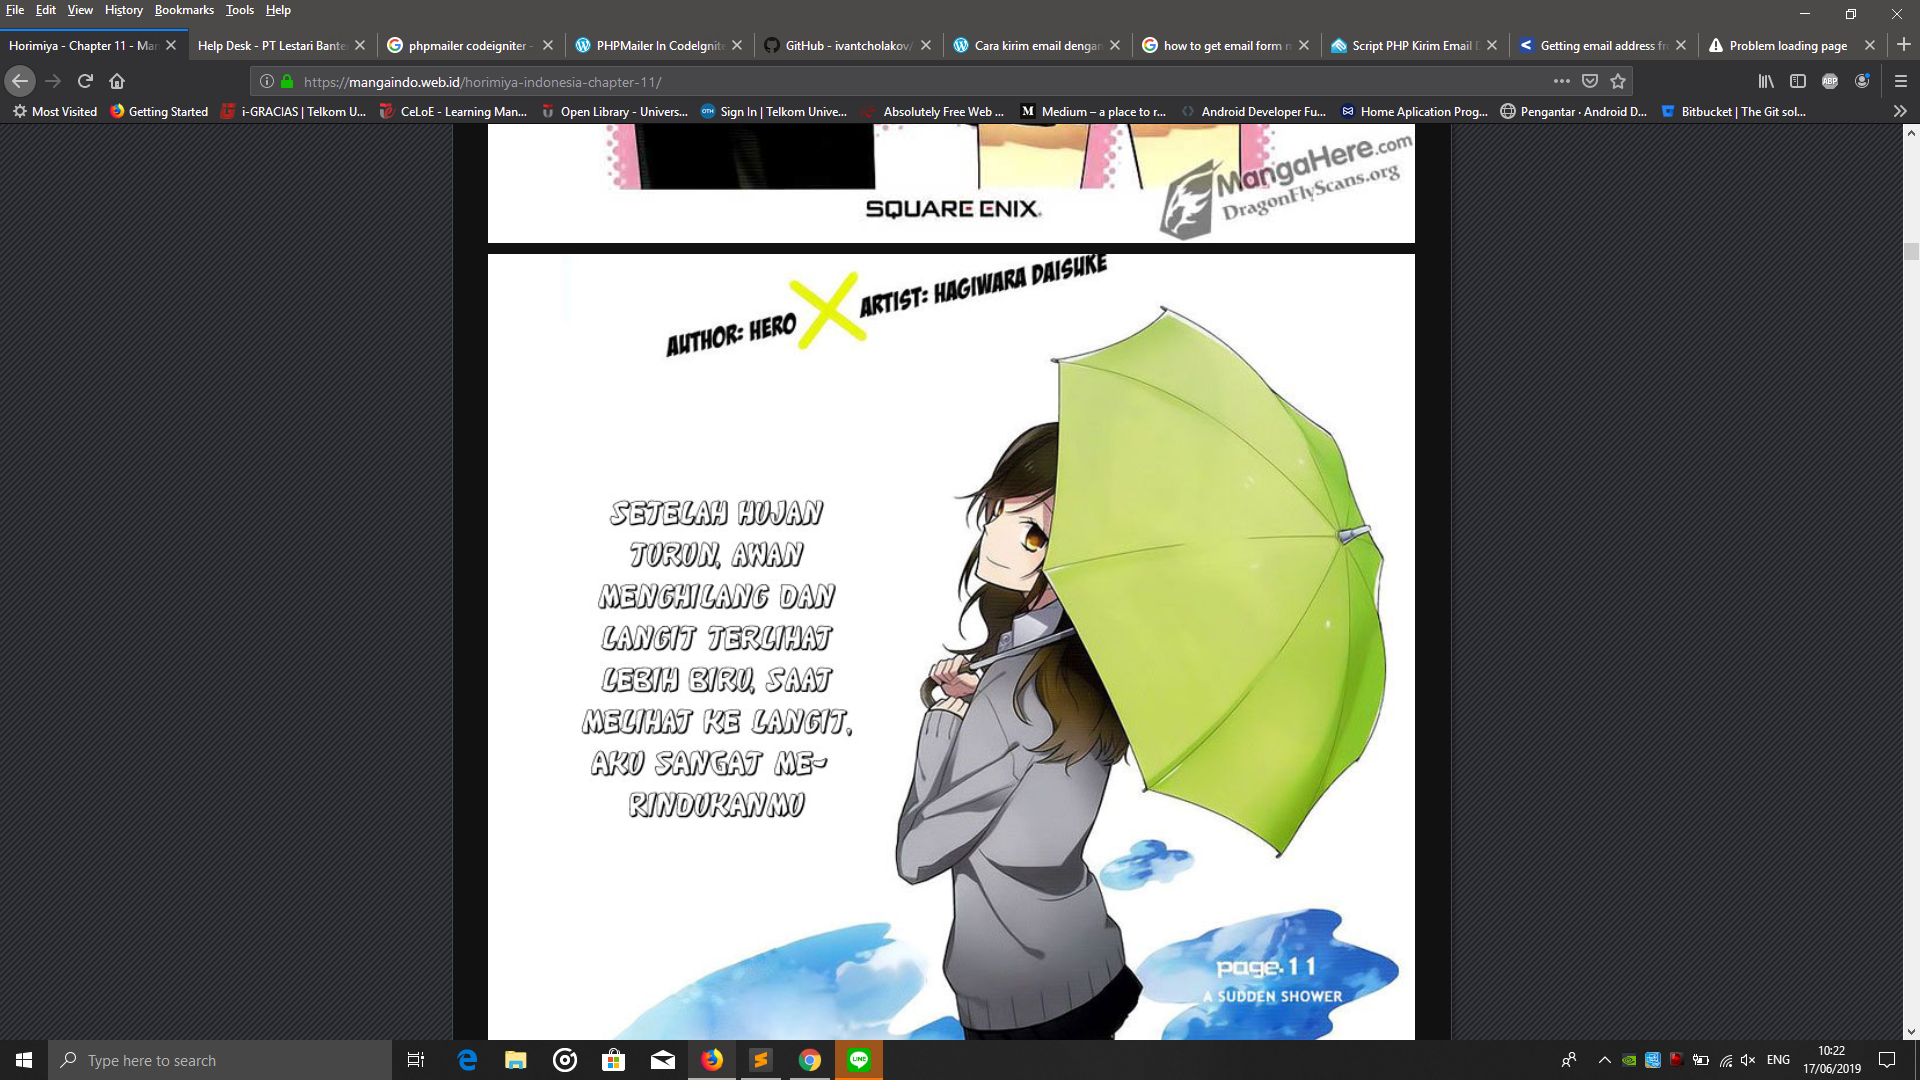 File Edit View History Bookmarks Tools Help
Horimiya - Chapter 11 - Man
Help Desk - PT Lestari Bante
phpmailer codeigniter -
PHPMailer In CodeIgnite
GitHub - ivantcholakov/
Cara kirim email dengan
how to get email form n
Script PHP Kirim Email D
Getting email address fr
Problem loading page
https://mangaindo.web.id/horimiya-indonesia-chapter-11/
ABP
Most Visited
Getting Started
i-GRACIAS | Telkom U...
CeLoE - Learning Man...
Open Library - Univers...
Sign In | Telkom Unive...
Absolutely Free Web ...
Medium – a place to r...
Android Developer Fu...
Home Aplication Prog...
Pengantar · Android D...
Bitbucket | The Git sol...
MangaHere.com
DragonFlyScans.org
SQUARE ENIX.
AUTHOR: HERO X ARTIST: HAGIWARA DAISUKE
SETELAH HUJAN
TURUN, AWAN
MENGHILANG DAN
LANGIT TERLIHAT
LEBIH BIRU, SAAT
MELIHAT KE LANGIT,
AKU SANGAT ME-
RINDUKANMU
page.11
A SUDDEN SHOWER
Type here to search
LINE
ENG
10:22
17/06/2019